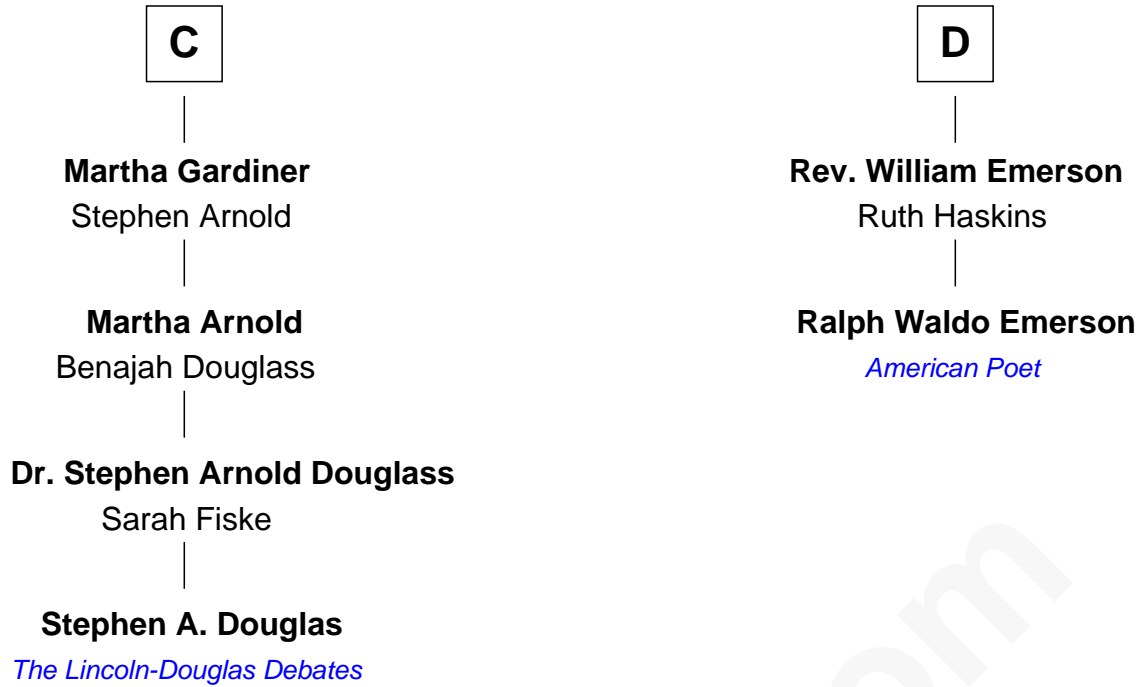 C
Martha Gardiner
Stephen Arnold
Martha Arnold
Benajah Douglass
Dr. Stephen Arnold Douglass
Sarah Fiske
Stephen A. Douglas
The Lincoln-Douglas Debates
D
Rev. William Emerson
Ruth Haskins
Ralph Waldo Emerson
American Poet
om